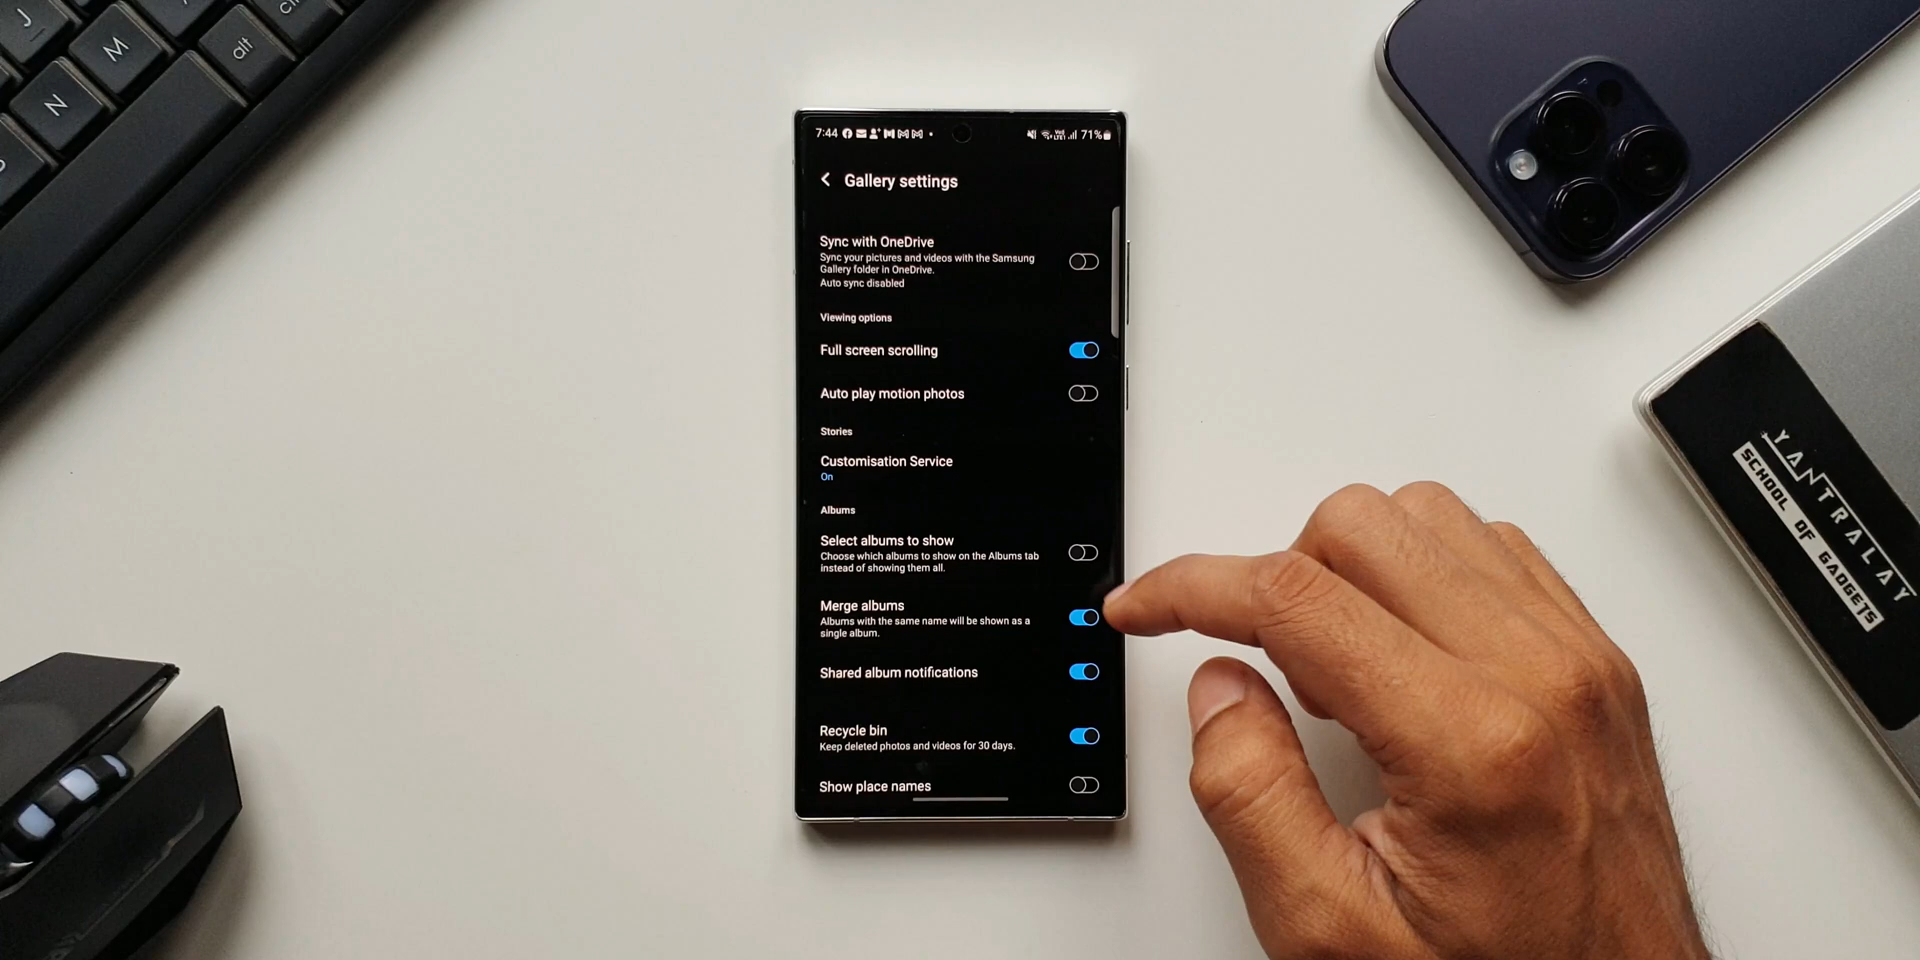 J
M
N
alt
7:44
71%
Gallery settings
Sync with OneDrive
Sync your pictures and videos with the Samsung
Gallery folder in OneDrive.
Auto sync disabled
Viewing options
Full screen scrolling
Auto play motion photos
Stories
Customisation Service
On
Albums
Select albums to show
Choose which albums to show on the Albums tab
instead of showing them all.
Merge albums
Albums with the same name will be shown as a
single album.
Shared album notifications
Recycle bin
Keep deleted photos and videos for 30 days.
Show place names
YANTRALAY
SCHOOL OF GADGETS